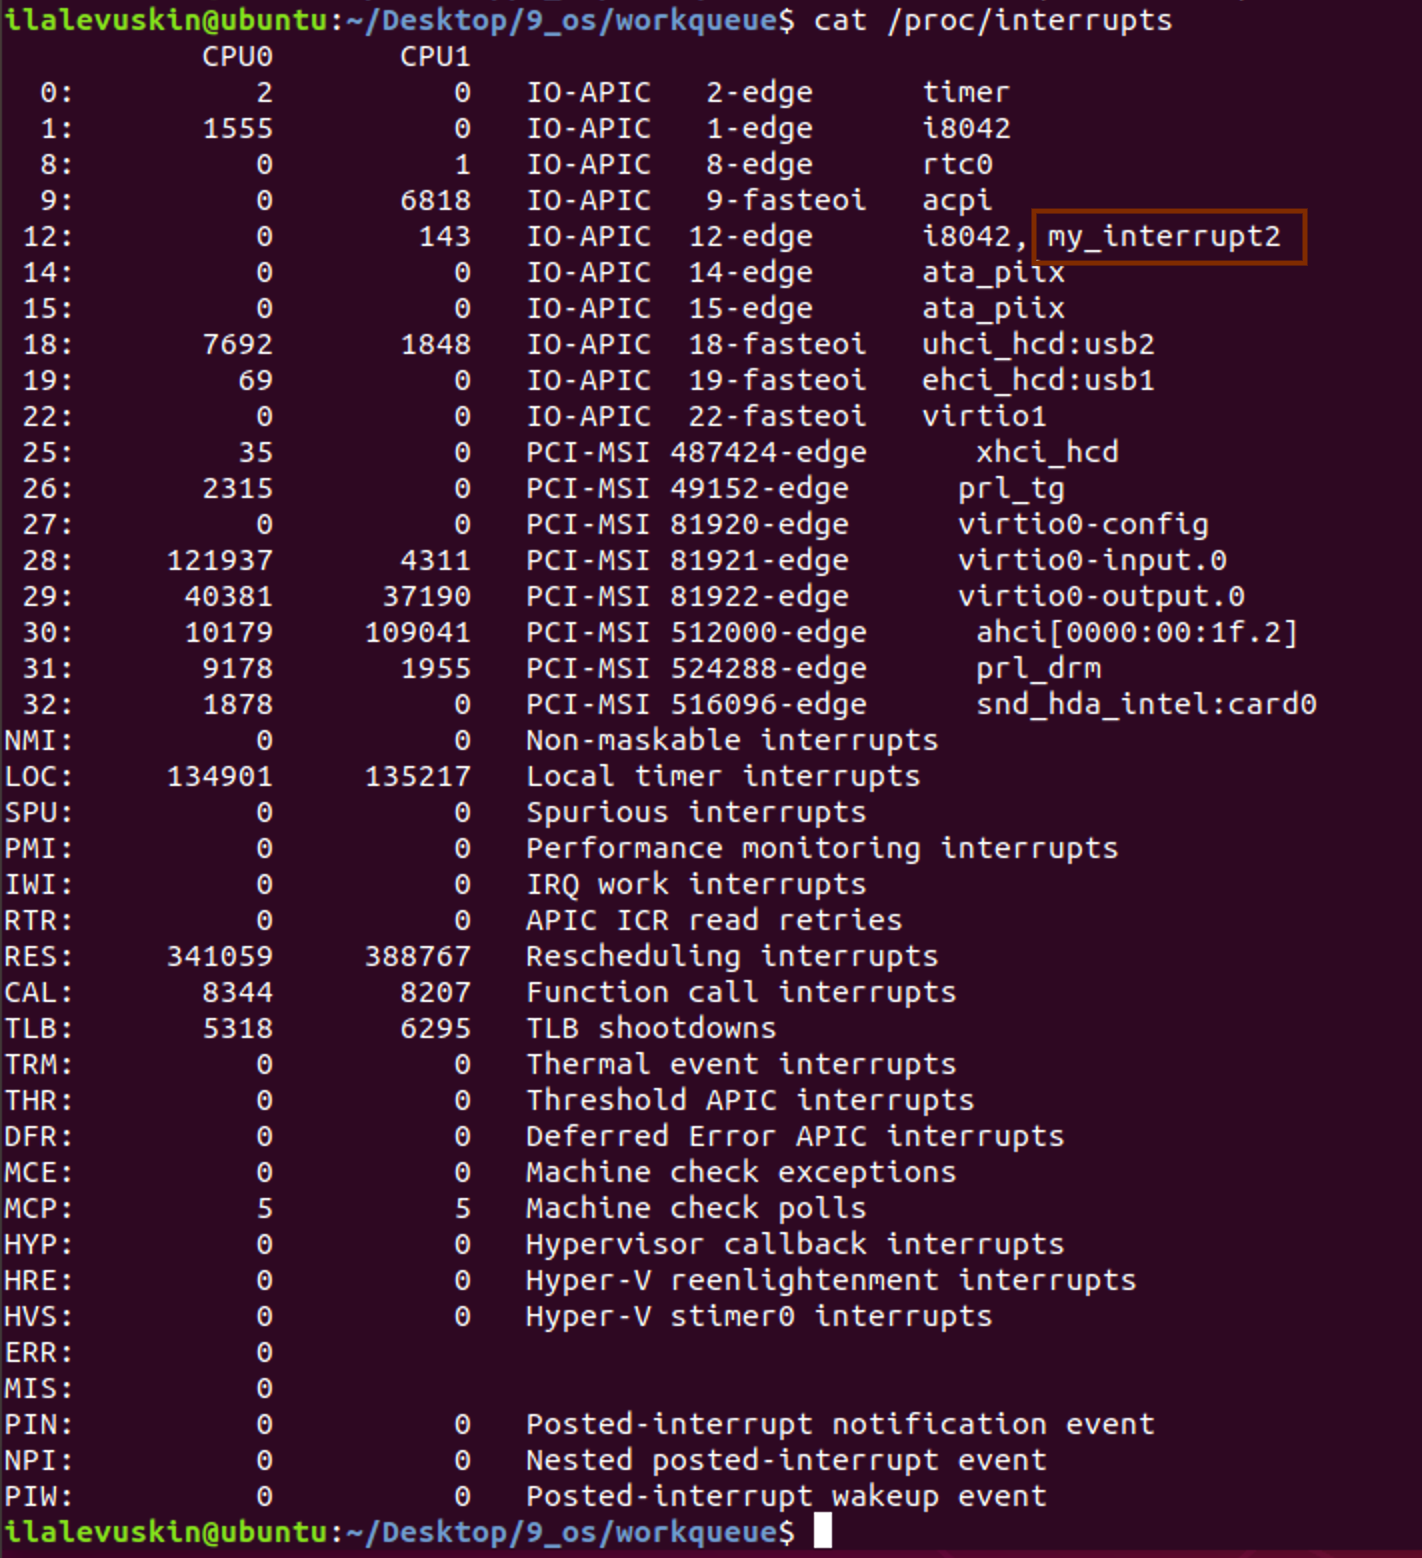 ilalevuskin@ubuntu:~/Desktop/9_os/workqueue$ cat /proc/interrupts
           CPU0       CPU1
  0:          2          0   IO-APIC   2-edge      timer
  1:       1555          0   IO-APIC   1-edge      i8042
  8:          0          1   IO-APIC   8-edge      rtc0
  9:          0       6818   IO-APIC   9-fasteoi   acpi
 12:          0        143   IO-APIC  12-edge      i8042, my_interrupt2
 14:          0          0   IO-APIC  14-edge      ata_piix
 15:          0          0   IO-APIC  15-edge      ata_piix
 18:       7692       1848   IO-APIC  18-fasteoi   uhci_hcd:usb2
 19:         69          0   IO-APIC  19-fasteoi   ehci_hcd:usb1
 22:          0          0   IO-APIC  22-fasteoi   virtio1
 25:         35          0   PCI-MSI 487424-edge      xhci_hcd
 26:       2315          0   PCI-MSI 49152-edge      prl_tg
 27:          0          0   PCI-MSI 81920-edge      virtio0-config
 28:     121937       4311   PCI-MSI 81921-edge      virtio0-input.0
 29:      40381      37190   PCI-MSI 81922-edge      virtio0-output.0
 30:      10179     109041   PCI-MSI 512000-edge      ahci[0000:00:1f.2]
 31:       9178       1955   PCI-MSI 524288-edge      prl_drm
 32:       1878          0   PCI-MSI 516096-edge      snd_hda_intel:card0
NMI:          0          0   Non-maskable interrupts
LOC:     134901     135217   Local timer interrupts
SPU:          0          0   Spurious interrupts
PMI:          0          0   Performance monitoring interrupts
IWI:          0          0   IRQ work interrupts
RTR:          0          0   APIC ICR read retries
RES:     341059     388767   Rescheduling interrupts
CAL:       8344       8207   Function call interrupts
TLB:       5318       6295   TLB shootdowns
TRM:          0          0   Thermal event interrupts
THR:          0          0   Threshold APIC interrupts
DFR:          0          0   Deferred Error APIC interrupts
MCE:          0          0   Machine check exceptions
MCP:          5          5   Machine check polls
HYP:          0          0   Hypervisor callback interrupts
HRE:          0          0   Hyper-V reenlightenment interrupts
HVS:          0          0   Hyper-V stimer0 interrupts
ERR:          0
MIS:          0
PIN:          0          0   Posted-interrupt notification event
NPI:          0          0   Nested posted-interrupt event
PIW:          0          0   Posted-interrupt wakeup event
ilalevuskin@ubuntu:~/Desktop/9_os/workqueue$